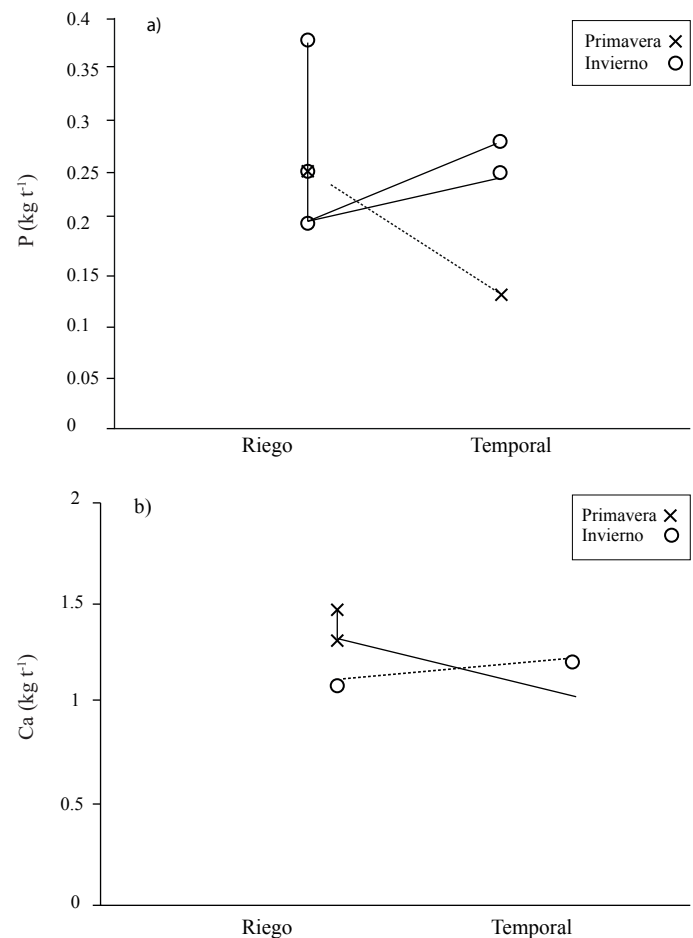 a)
Primavera
Invierno
P (kg t⁻¹)
0.4
0.35
0.3
0.25
0.2
0.15
0.1
0.05
0
Riego Temporal
b)
Primavera
Invierno
Ca (kg t⁻¹)
2
1.5
1
0.5
0
Riego Temporal